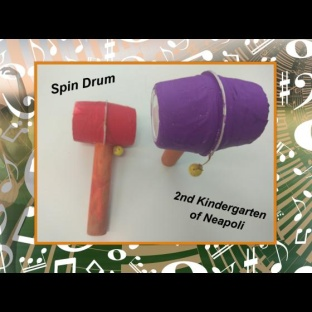 Spin Drum
2nd Kindergarten
of Neapoli